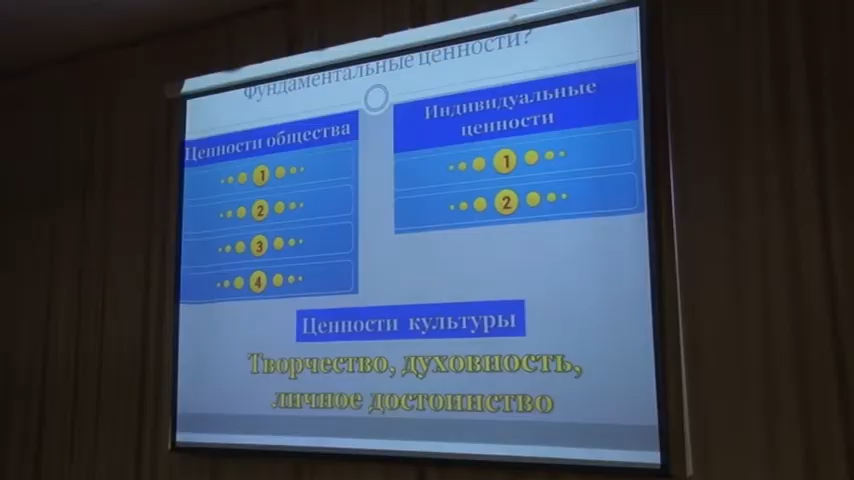 Фундаментальные ценности?
Ценности общества
1
2
3
4
Индивидуальные
ценности
1
2
Ценности культуры
Творчество, духовность,
личное достоинство